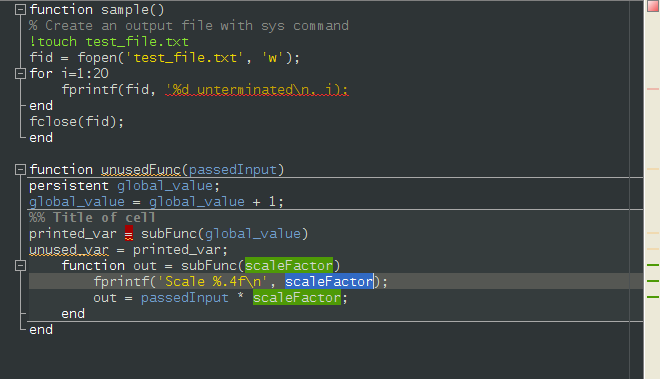 function sample()
% Create an output file with sys command
!touch test_file.txt
fid = fopen('test_file.txt', 'w');
for i=1:20
    fprintf(fid, '%d unterminated\n, i);
end
fclose(fid);
end

function unusedFunc(passedInput)
persistent global_value;
global_value = global_value + 1;
%% Title of cell
printed_var = subFunc(global_value)
unused_var = printed_var;
    function out = subFunc(scaleFactor)
        fprintf('Scale %.4f\n', scaleFactor);
        out = passedInput * scaleFactor;
    end
end